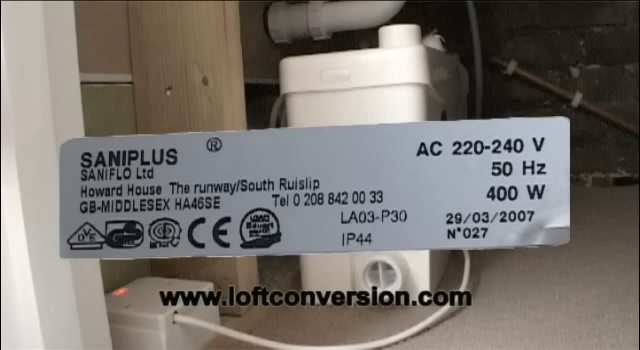 SANIPLUS ®
SANIFLO Ltd
Howard House The runway/South Ruislip
GB-MIDDLESEX HA46SE Tel 0 208 842 00 33
AC 220-240 V
50 Hz
400 W
LA03-P30 29/03/2007
IP44 N°027
CE
www.loftconversion.com